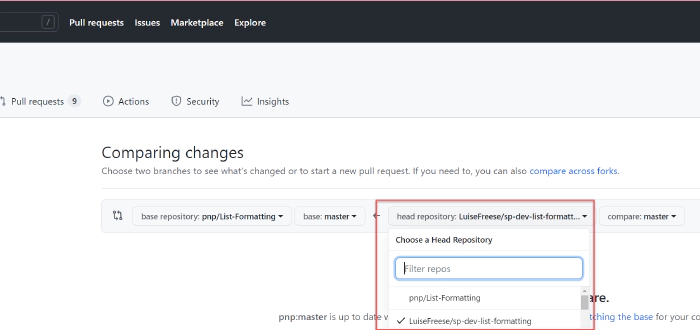 / Pull requests Issues Marketplace Explore
Pull requests 9 Actions Security Insights
Comparing changes
Choose two branches to see what's changed or to start a new pull request. If you need to, you can also compare across forks.
base repository: pnp/List-Formatting base: master head repository: LuiseFreese/sp-dev-list-formatt... compare: master
Choose a Head Repository
Filter repos
pnp/List-Formatting
are.
LuiseFreese/sp-dev-list-formatting
pnp:master is up to date tching the base for your co